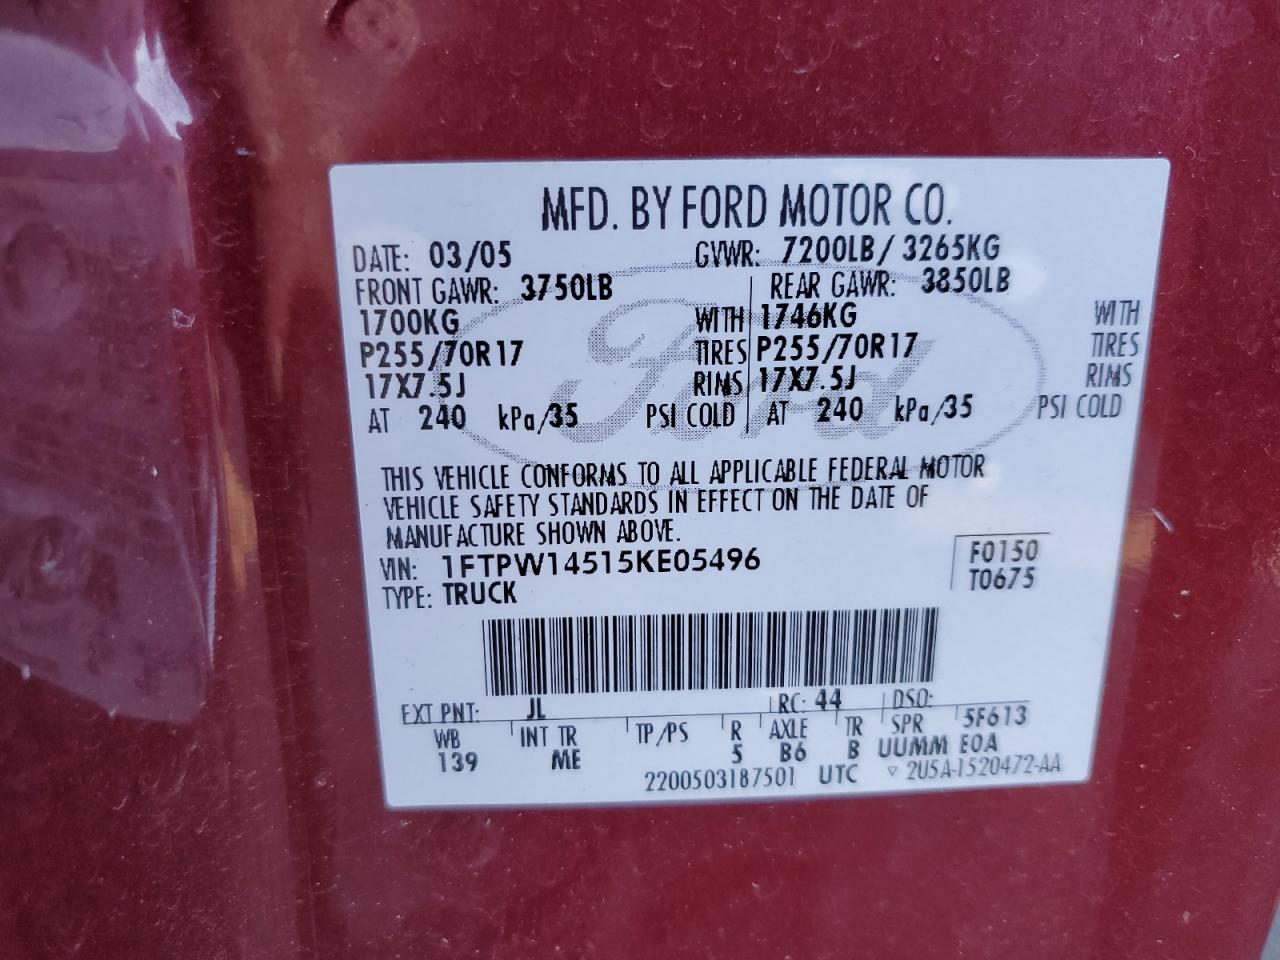 MFD. BY FORD MOTOR CO.
DATE: 03/05 GVWR: 7200LB/ 3265KG
FRONT GAWR: 3750LB REAR GAWR: 3850LB
1700KG WITH 1746KG WITH
P255/70R17 TIRES P255/70R17 TIRES
17X7.5J RIMS 17X7.5J RIMS
AT 240 kPa/35 PSI COLD AT 240 kPa/35 PSI COLD
Ford
THIS VEHICLE CONFORMS TO ALL APPLICABLE FEDERAL MOTOR
VEHICLE SAFETY STANDARDS IN EFFECT ON THE DATE OF
MANUFACTURE SHOWN ABOVE.
VIN: 1FTPW14515KE05496 F0150
TYPE: TRUCK T0675
EXT PNT: JL RC: 44 DSO:
WB INT TR TP/PS R AXLE TR SPR 5F613
139 ME 5 B6 B UUMM E0A
2200503187501 UTC ▽ 2U5A-1520472-AA